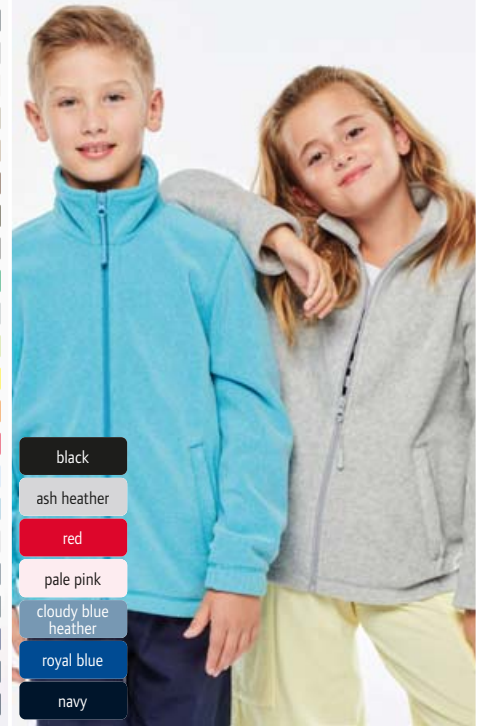 black
ash heather
red
pale pink
cloudy blue
heather
royal blue
navy